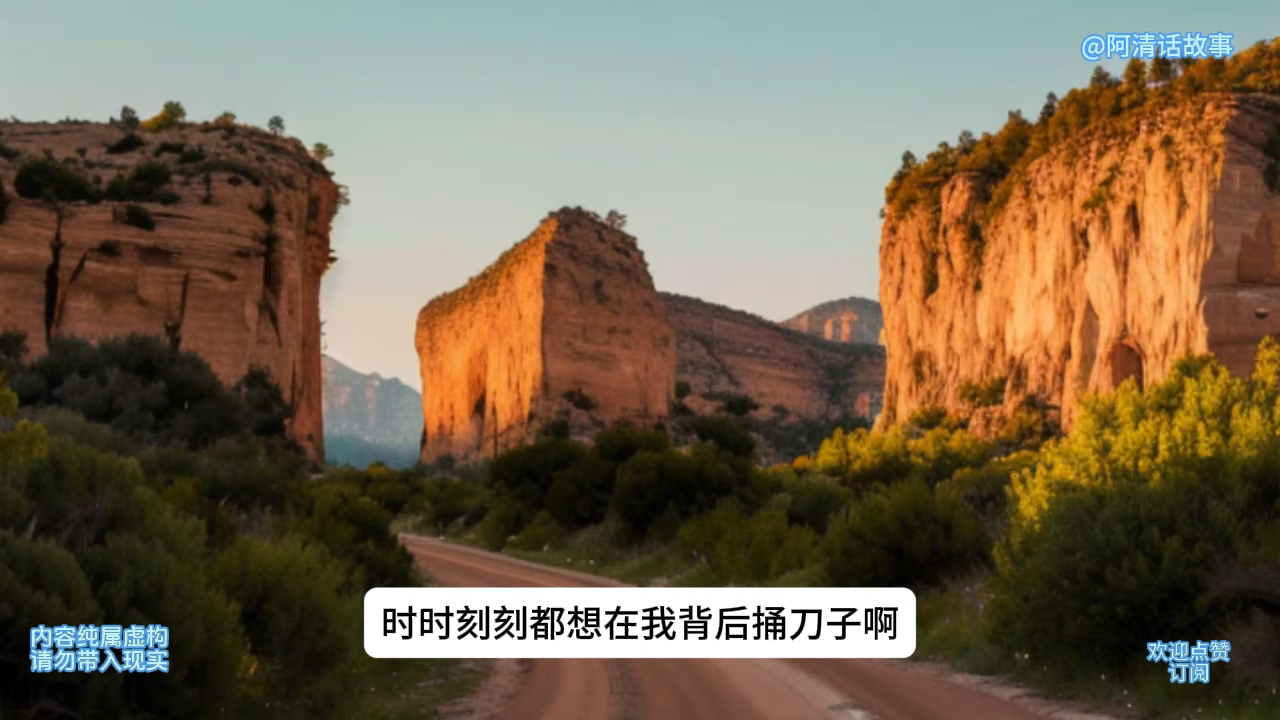 @阿清话故事
时时刻刻都想在我背后捅刀子啊
内容纯属虚构
请勿带入现实
欢迎点赞
订阅